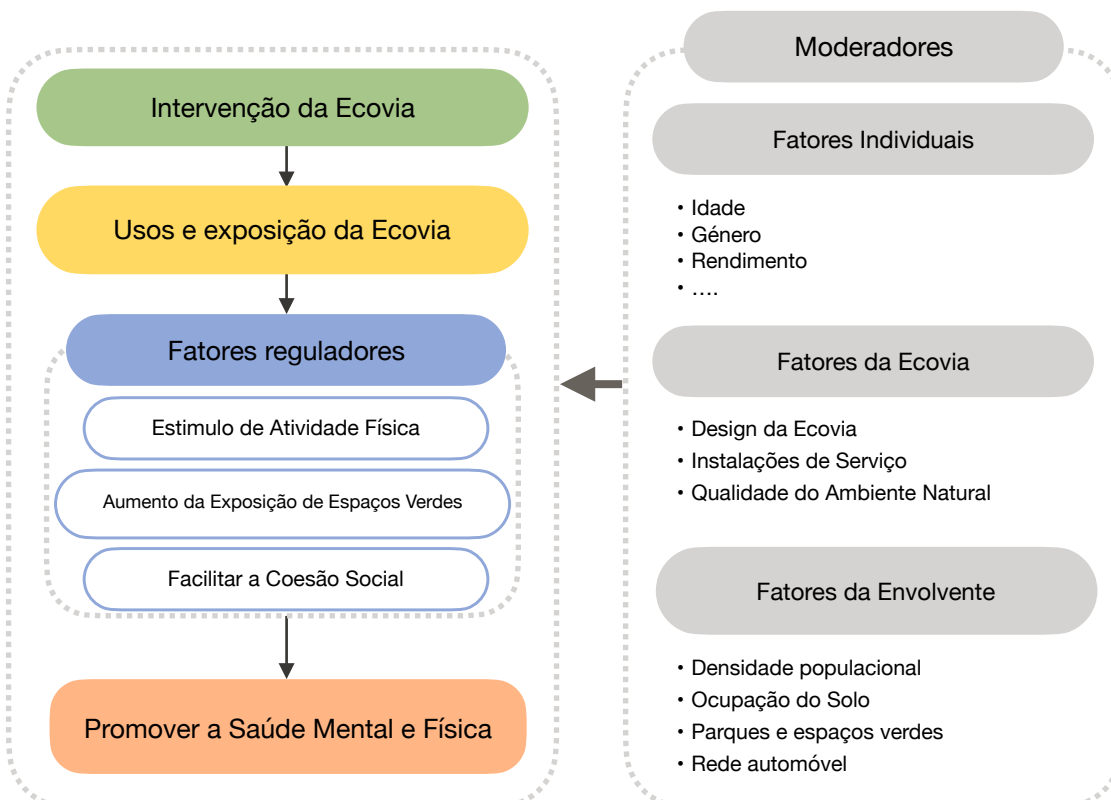 Intervenção da Ecovia
Usos e exposição da Ecovia
Fatores reguladores
Estimulo de Atividade Física
Aumento da Exposição de Espaços Verdes
Facilitar a Coesão Social
Promover a Saúde Mental e Física
Moderadores
Fatores Individuais
• Idade
• Género
• Rendimento
• ….
Fatores da Ecovia
• Design da Ecovia
• Instalações de Serviço
• Qualidade do Ambiente Natural
Fatores da Envolvente
• Densidade populacional
• Ocupação do Solo
• Parques e espaços verdes
• Rede automóvel